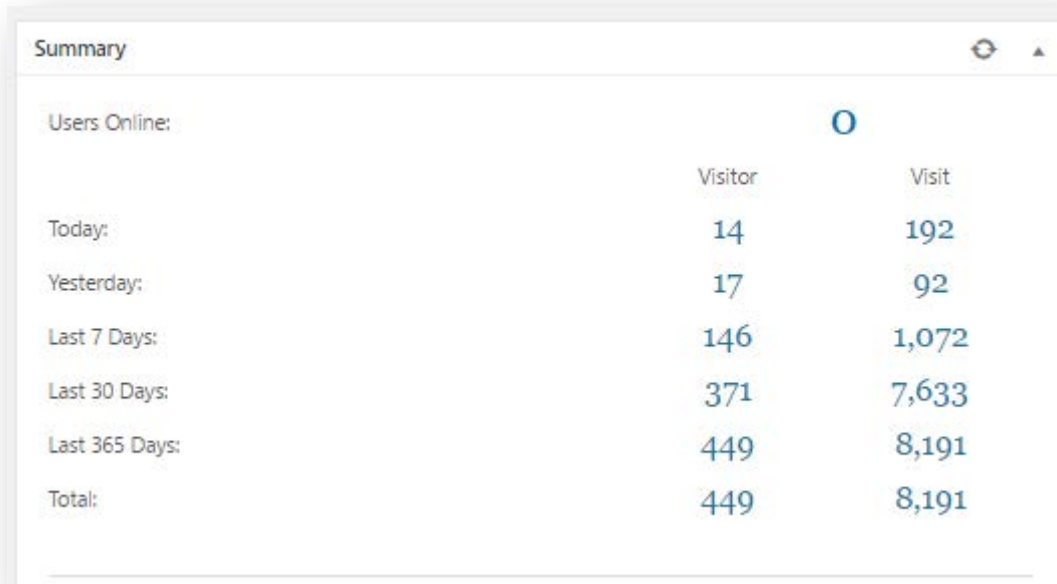 Summary
Users Online: 0
Visitor Visit
Today: 14 192
Yesterday: 17 92
Last 7 Days: 146 1,072
Last 30 Days: 371 7,633
Last 365 Days: 449 8,191
Total: 449 8,191